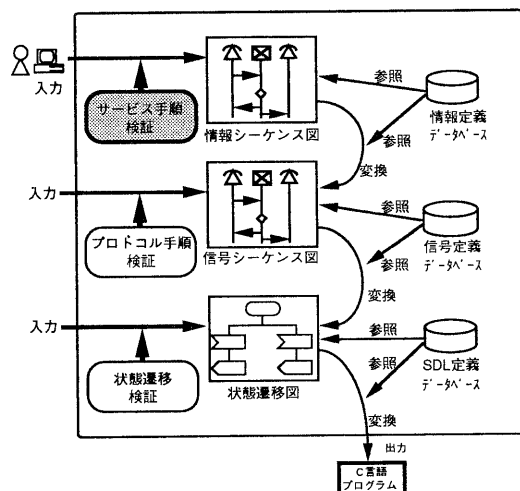 入力
サービス手順
検証
情報シーケンス図
参照
参照
情報定義
データベース
変換
入力
プロトコル手順
検証
信号シーケンス図
参照
参照
信号定義
データベース
変換
入力
状態遷移
検証
状態遷移図
参照
参照
SDL定義
データベース
変換
出力
C言語
プログラム